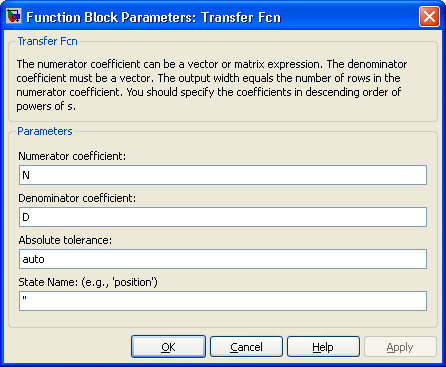 Function Block Parameters: Transfer Fcn
Transfer Fcn
The numerator coefficient can be a vector or matrix expression. The denominator
coefficient must be a vector. The output width equals the number of rows in the
numerator coefficient. You should specify the coefficients in descending order of
powers of s.
Parameters
Numerator coefficient:
N
Denominator coefficient:
D
Absolute tolerance:
auto
State Name: (e.g., 'position')
''
OK Cancel Help Apply